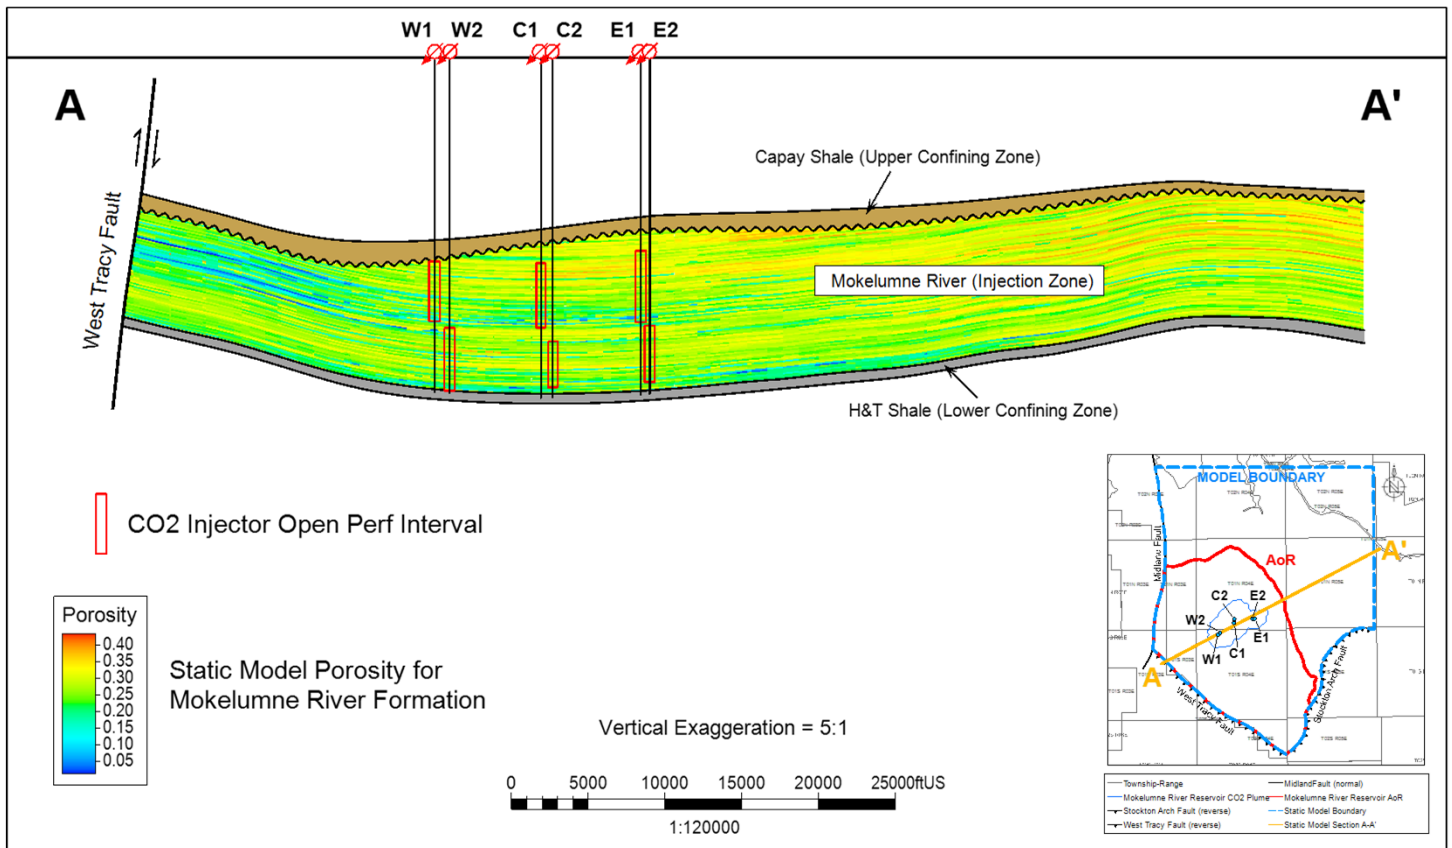 W1 W2 C1 C2 E1 E2
A A'
Capay Shale (Upper Confining Zone)
West Tracy Fault
Mokelumne River (Injection Zone)
H&T Shale (Lower Confining Zone)
CO2 Injector Open Perf Interval
Porosity
0.40
0.35
0.30
0.25
0.20
0.15
0.10
0.05
Static Model Porosity for
Mokelumne River Formation
Vertical Exaggeration = 5:1
0 5000 10000 15000 20000 25000ftUS
1:120000
MODEL BOUNDARY
Midland Fault
AoR
A'
C2 E2
W2
E1
W1 C1
A
West Tracy Fault
Stockton Arch Fault
N
Township-Range
MidlandFault (normal)
Mokelumne River Reservoir CO2 Plume
Mokelumne River Reservoir AoR
Stockton Arch Fault (reverse)
Static Model Boundary
West Tracy Fault (reverse)
Static Model Section A-A'